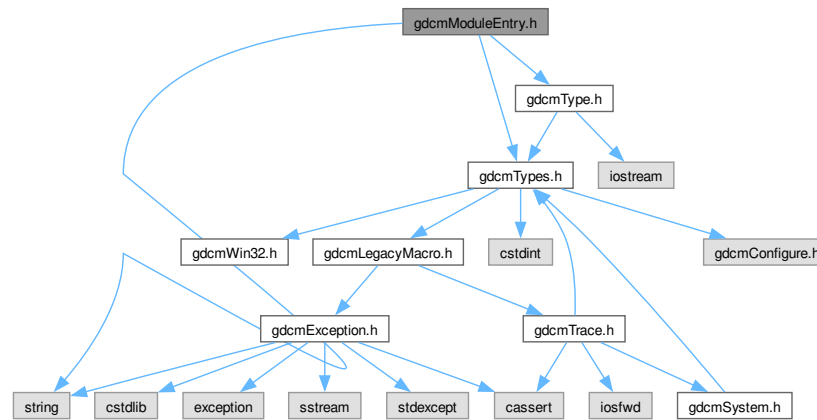 gdcmModuleEntry.h
gdcmType.h
gdcmTypes.h
iostream
gdcmWin32.h
gdcmLegacyMacro.h
cstdint
gdcmConfigure.h
gdcmException.h
gdcmTrace.h
string
cstdlib
exception
sstream
stdexcept
cassert
iosfwd
gdcmSystem.h